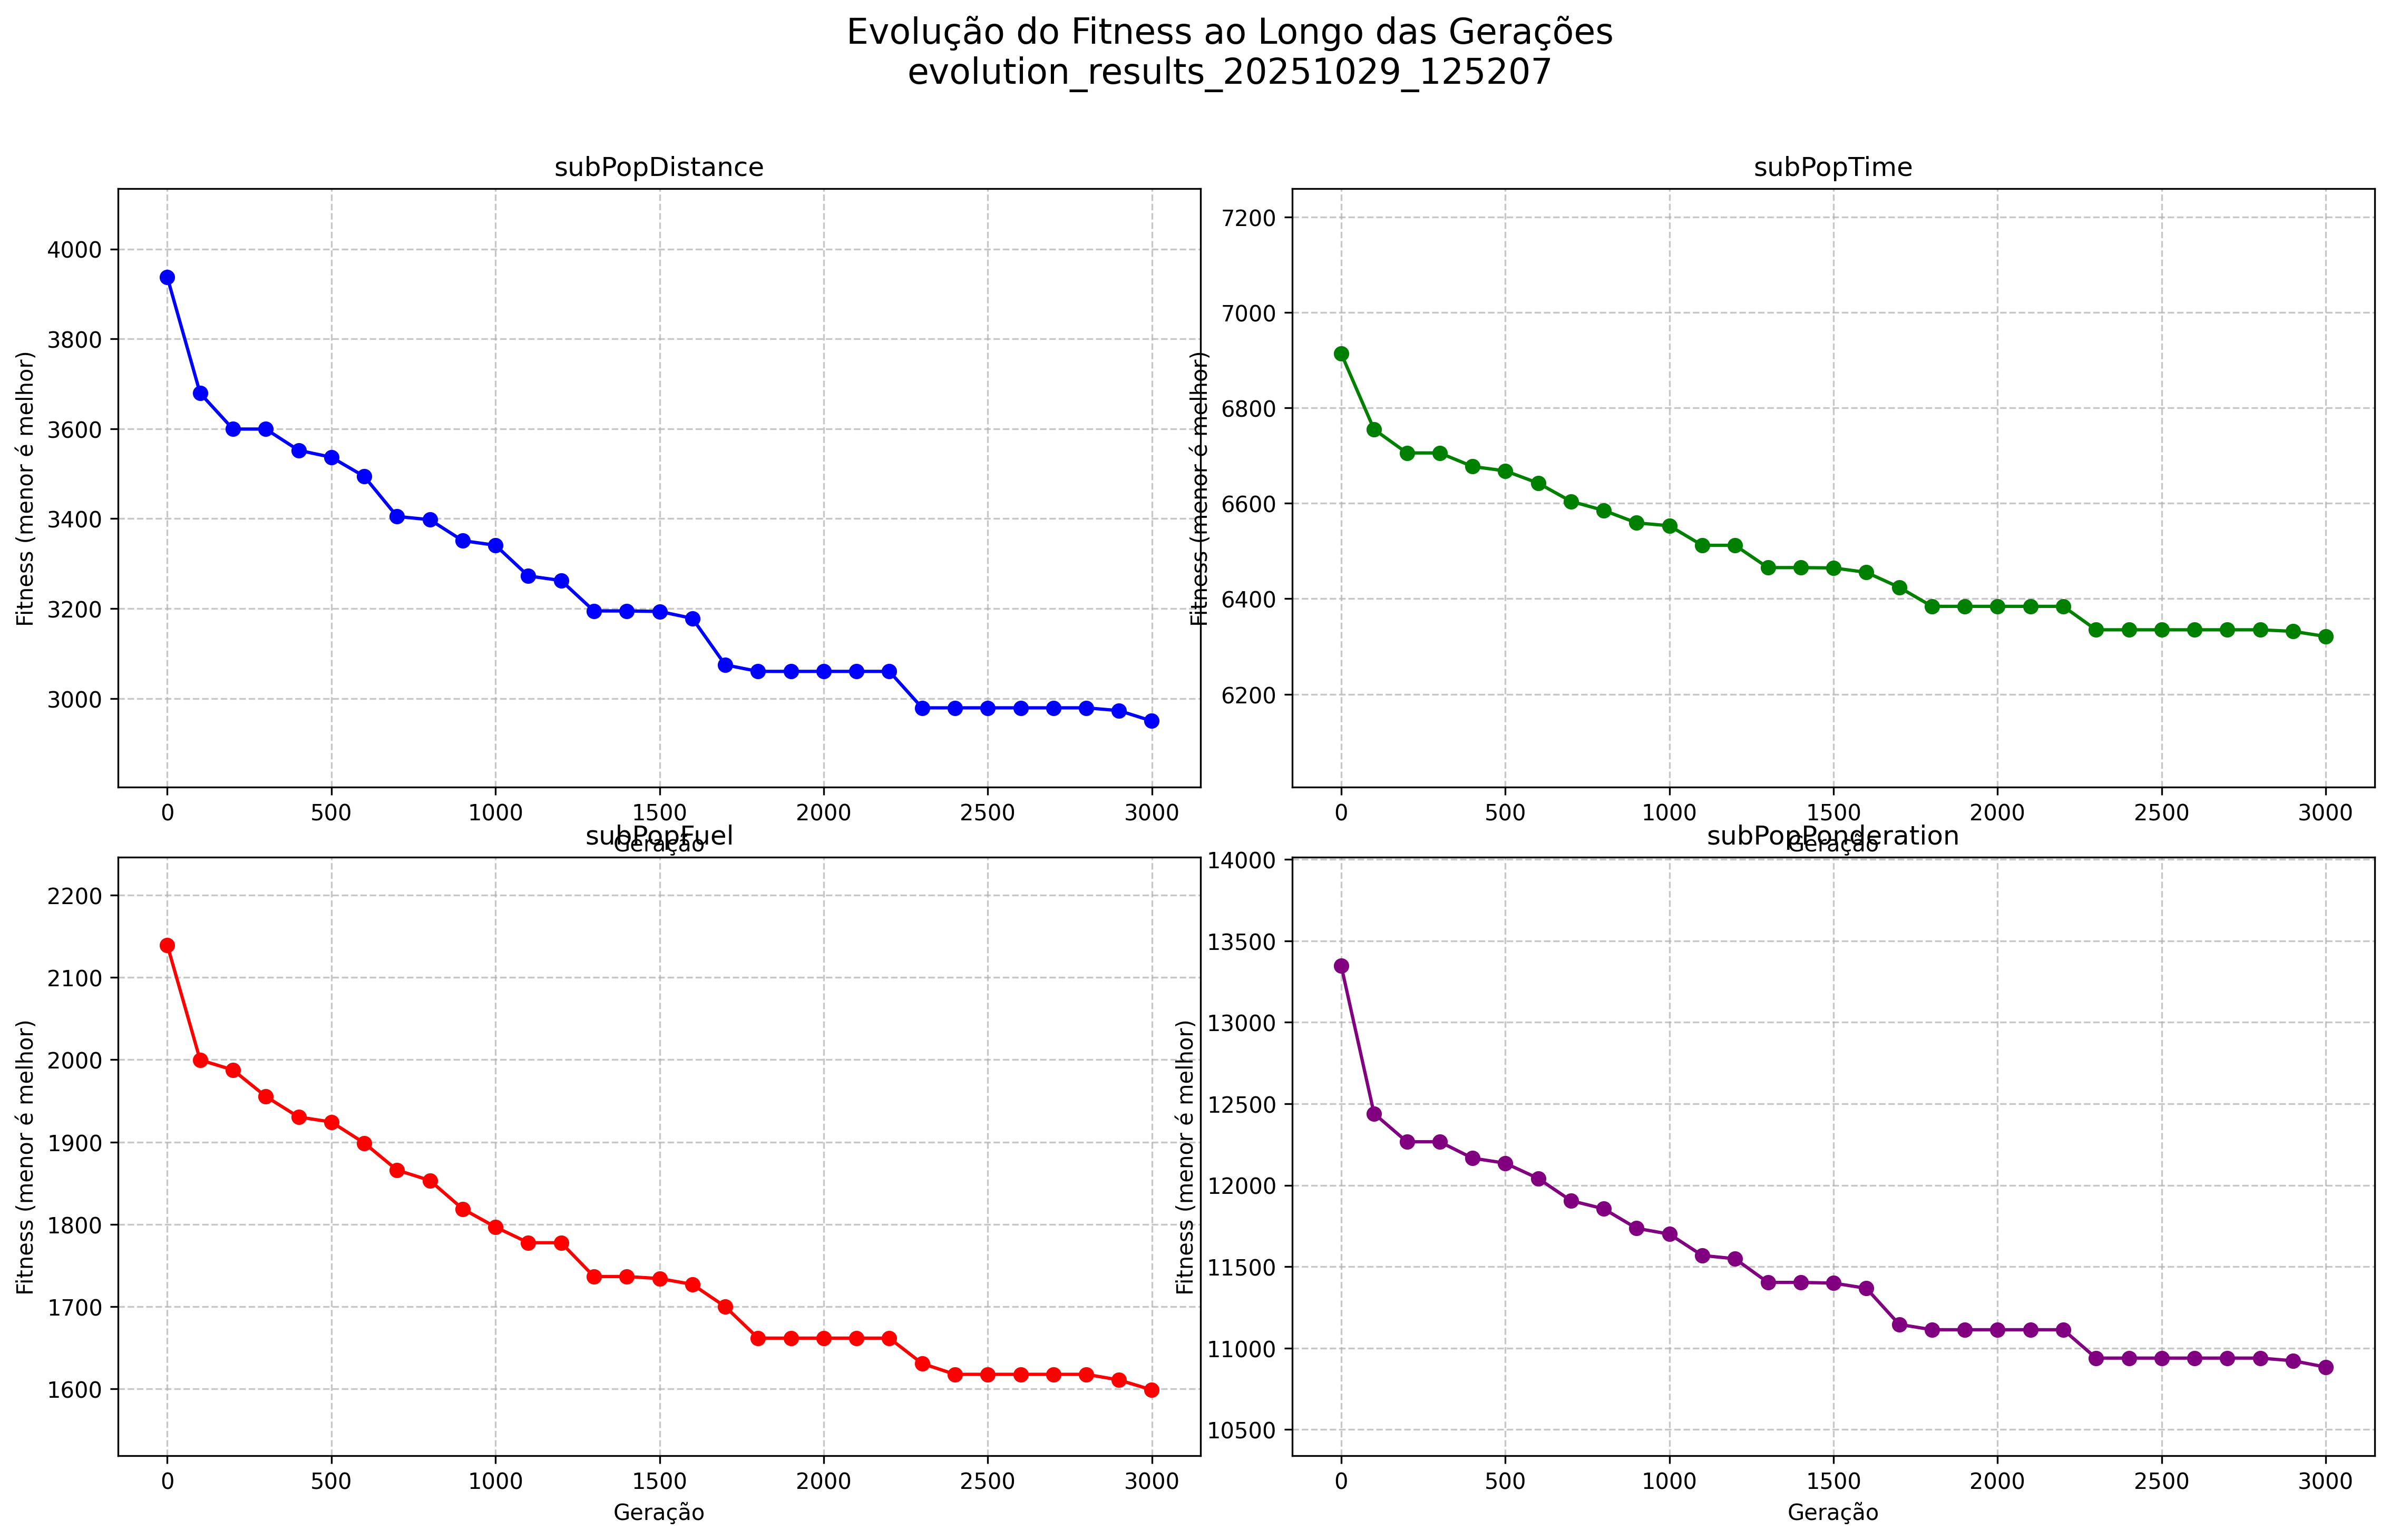 Evolução do Fitness ao Longo das Gerações
evolution_results_20251029_125207
subPopDistance
Fitness (menor é melhor)
4000
3800
3600
3400
3200
3000
0 500 1000 1500 2000 2500 3000
Geração
subPopTime
Fitness (menor é melhor)
7200
7000
6800
6600
6400
6200
0 500 1000 1500 2000 2500 3000
Geração
subPopFuel
Fitness (menor é melhor)
2200
2100
2000
1900
1800
1700
1600
0 500 1000 1500 2000 2500 3000
Geração
subPopPonderation
Fitness (menor é melhor)
14000
13500
13000
12500
12000
11500
11000
10500
0 500 1000 1500 2000 2500 3000
Geração